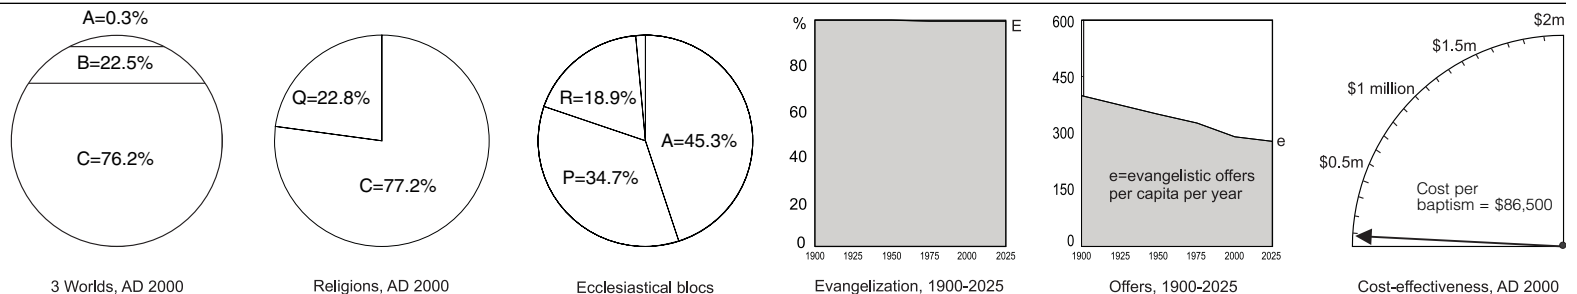 A=0.3%
B=22.5%
C=76.2%
3 Worlds, AD 2000
Q=22.8%
C=77.2%
Religions, AD 2000
R=18.9%
A=45.3%
P=34.7%
Ecclesiastical blocs
%
80
60
40
20
0
E
1900 1925 1950 1975 2000 2025
Evangelization, 1900-2025
600
450
300
150
0
e
e=evangelistic offers
per capita per year
1900 1925 1950 1975 2000 2025
Offers, 1900-2025
$2m
$1.5m
$1 million
$0.5m
Cost per
baptism = $86,500
Cost-effectiveness, AD 2000